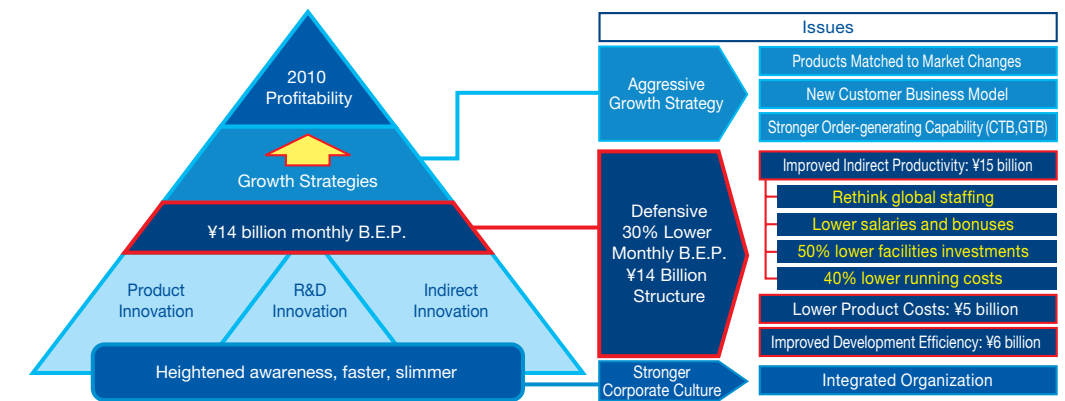 2010
Profitability
Growth Strategies
¥14 billion monthly B.E.P.
Product
Innovation
R&D
Innovation
Indirect
Innovation
Heightened awareness, faster, slimmer
Issues
Aggressive
Growth Strategy
Products Matched to Market Changes
New Customer Business Model
Stronger Order-generating Capability (CTB,GTB)
Defensive
30% Lower
Monthly B.E.P.
¥14 Billion
Structure
Improved Indirect Productivity: ¥15 billion
Rethink global staffing
Lower salaries and bonuses
50% lower facilities investments
40% lower running costs
Lower Product Costs: ¥5 billion
Improved Development Efficiency: ¥6 billion
Stronger
Corporate Culture
Integrated Organization